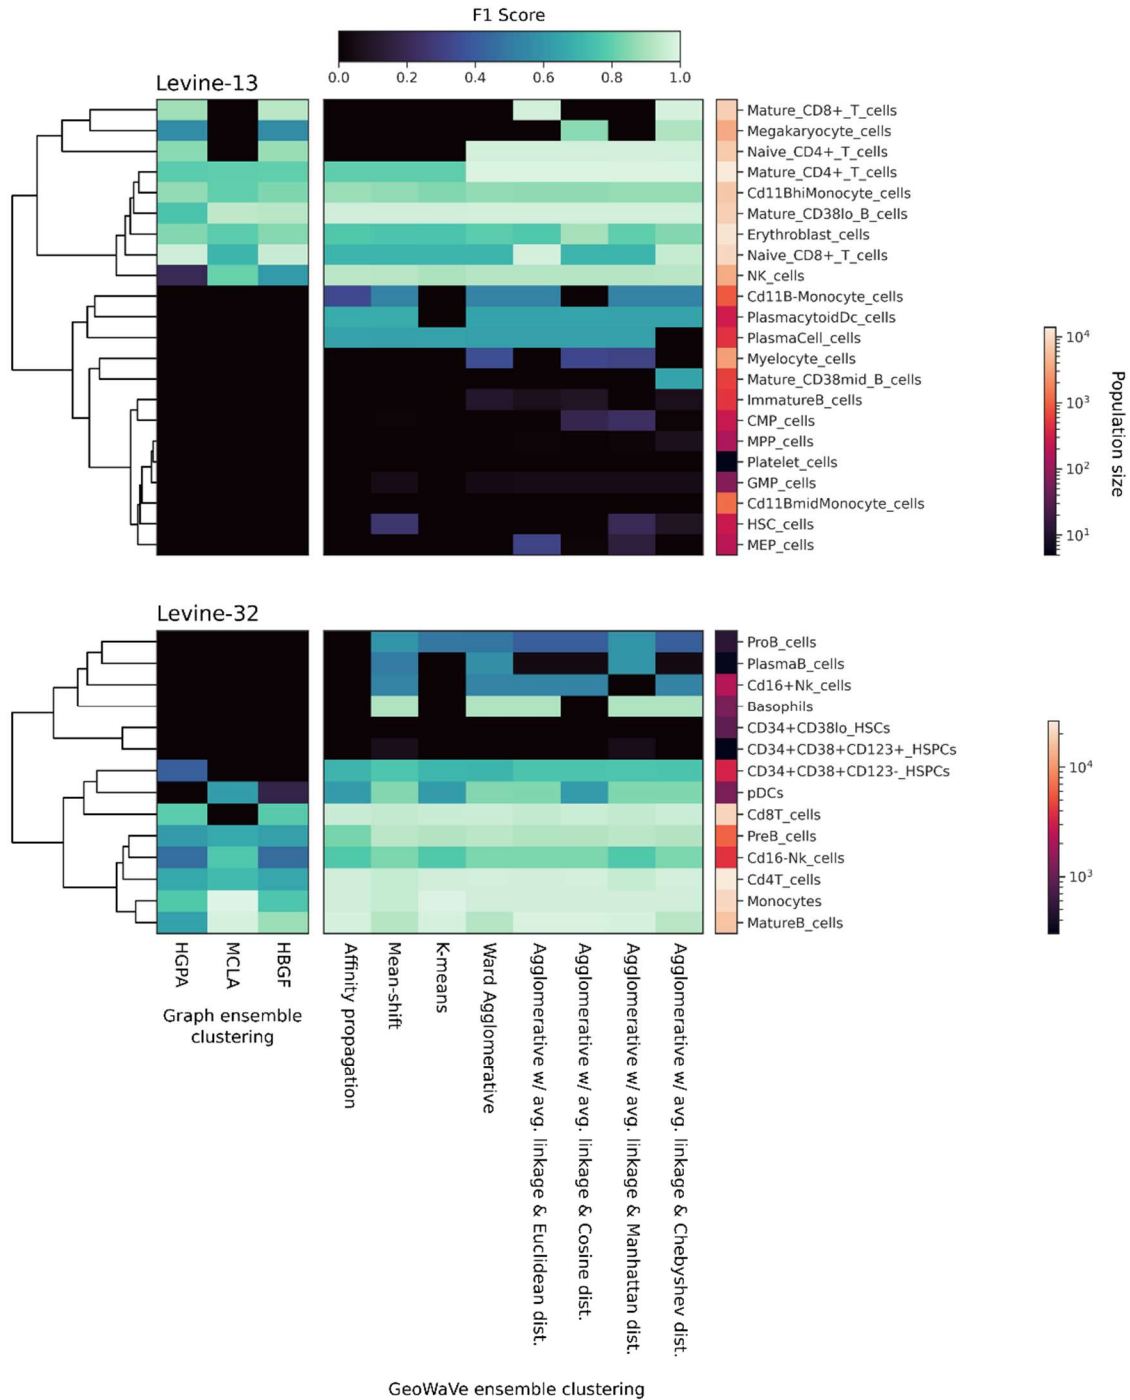 F1 Score
0.0 0.2 0.4 0.6 0.8 1.0
Levine-13
Mature_CD8+_T_cells
Megakaryocyte_cells
Naive_CD4+_T_cells
Mature_CD4+_T_cells
Cd11BhiMonocyte_cells
Mature_CD38lo_B_cells
Erythroblast_cells
Naive_CD8+_T_cells
NK_cells
Cd11B-Monocyte_cells
PlasmacytoidDc_cells
PlasmaCell_cells
Myelocyte_cells
Mature_CD38mid_B_cells
ImmatureB_cells
CMP_cells
MPP_cells
Platelet_cells
GMP_cells
Cd11BmidMonocyte_cells
HSC_cells
MEP_cells
10⁴
10³
10²
10¹
Population size
Levine-32
ProB_cells
PlasmaB_cells
Cd16+Nk_cells
Basophils
CD34+CD38lo_HSCs
CD34+CD38+CD123+_HSPCs
CD34+CD38+CD123-_HSPCs
pDCs
Cd8T_cells
PreB_cells
Cd16-Nk_cells
Cd4T_cells
Monocytes
MatureB_cells
10⁴
10³
HGPA
MCLA
HBGF
Graph ensemble
clustering
Affinity propagation
Mean-shift
K-means
Ward Agglomerative
Agglomerative w/ avg. linkage & Euclidean dist.
Agglomerative w/ avg. linkage & Cosine dist.
Agglomerative w/ avg. linkage & Manhattan dist.
Agglomerative w/ avg. linkage & Chebyshev dist.
GeoWaVe ensemble clustering